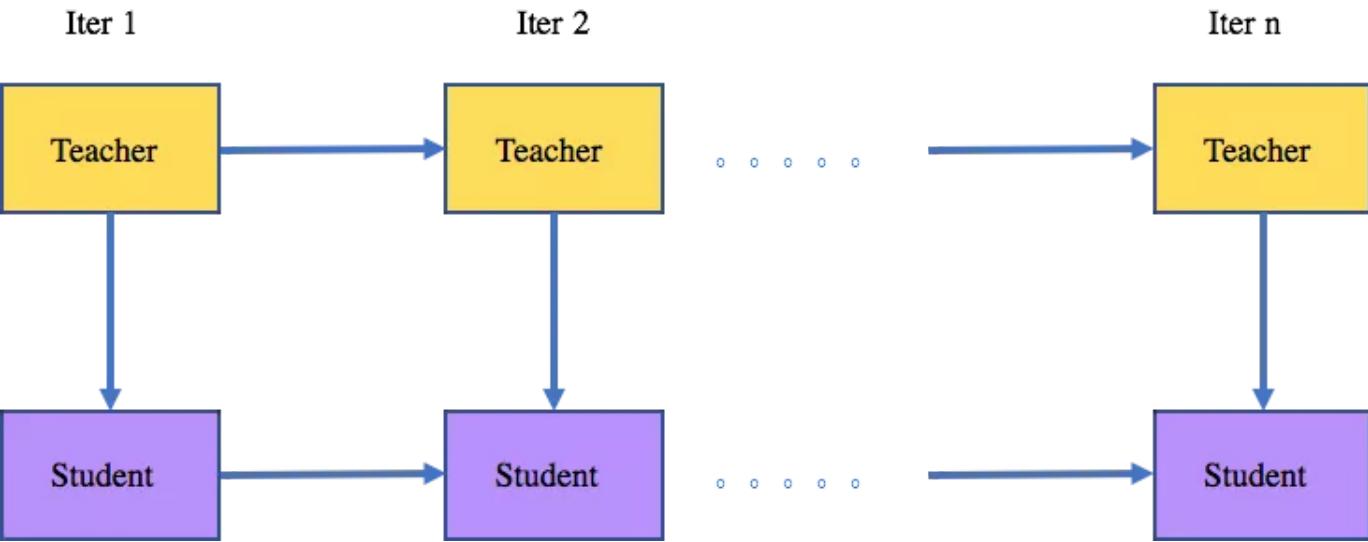 Iter 1
Iter 2
Iter n
Teacher
Teacher
Teacher
Student
Student
Student